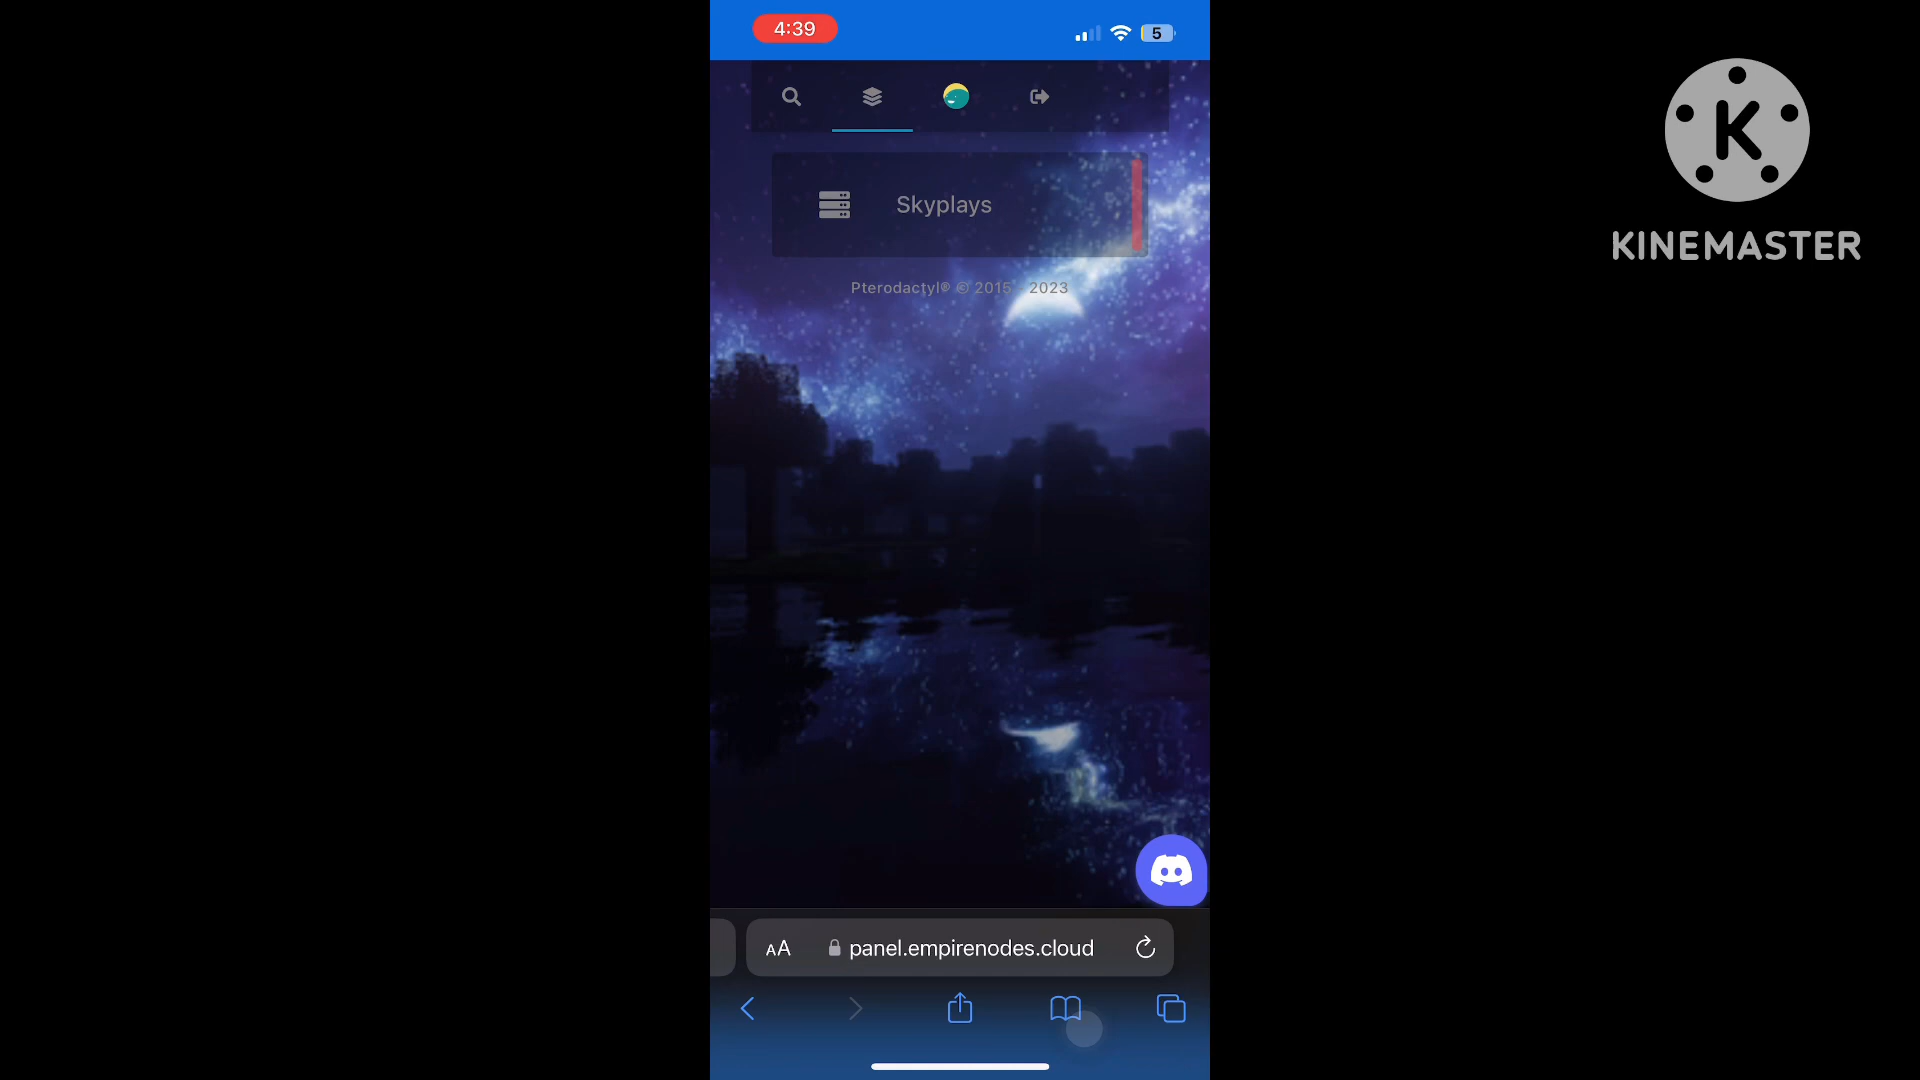 4:39
5
K
KINEMASTER
Skyplays
Pterodactyl® © 2015 - 2023
AA
panel.empirenodes.cloud